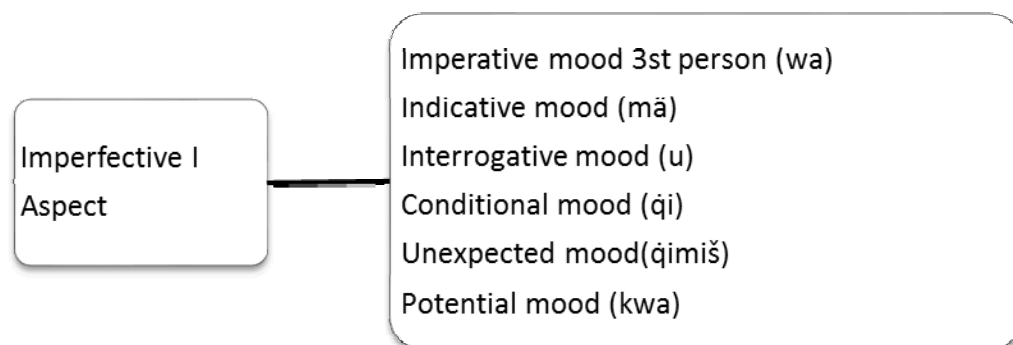 Imperfective I
Aspect
Imperative mood 3st person (wa)
Indicative mood (mä)
Interrogative mood (u)
Conditional mood (q̇i)
Unexpected mood(q̇imiš)
Potential mood (kwa)